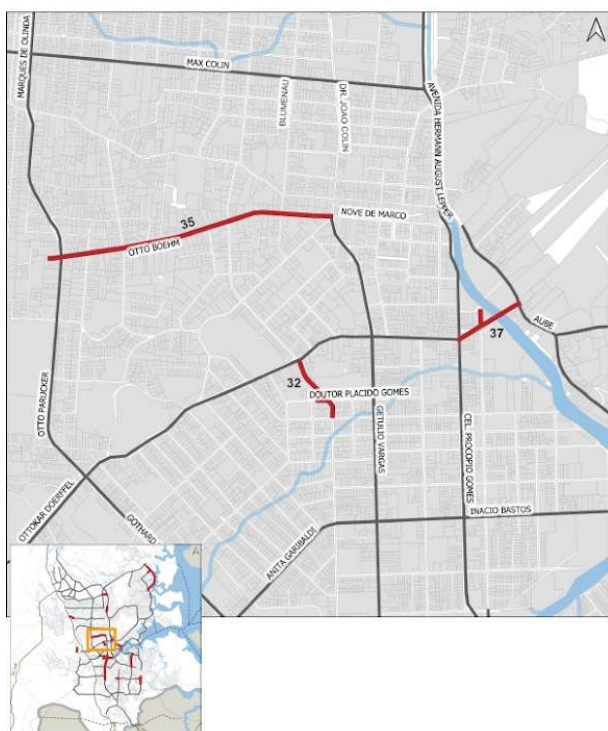 MARQUES DE OLINDA
MAX COLIN
BLUMENAU
DR. JOAO COLIN
AVENIDA HERMANN AUGUST LEPPER
35
OTTO BOEHM
NOVE DE MARCO
AUBE
37
32
DOUTOR PLACIDO GOMES
OTTO PARUCKER
GETULIO VARGAS
CEL. PROCOPIO GOMES
OTTOKAR DOERFFEL
GOTHARD
ANITA GARIBALDI
INACIO BASTOS